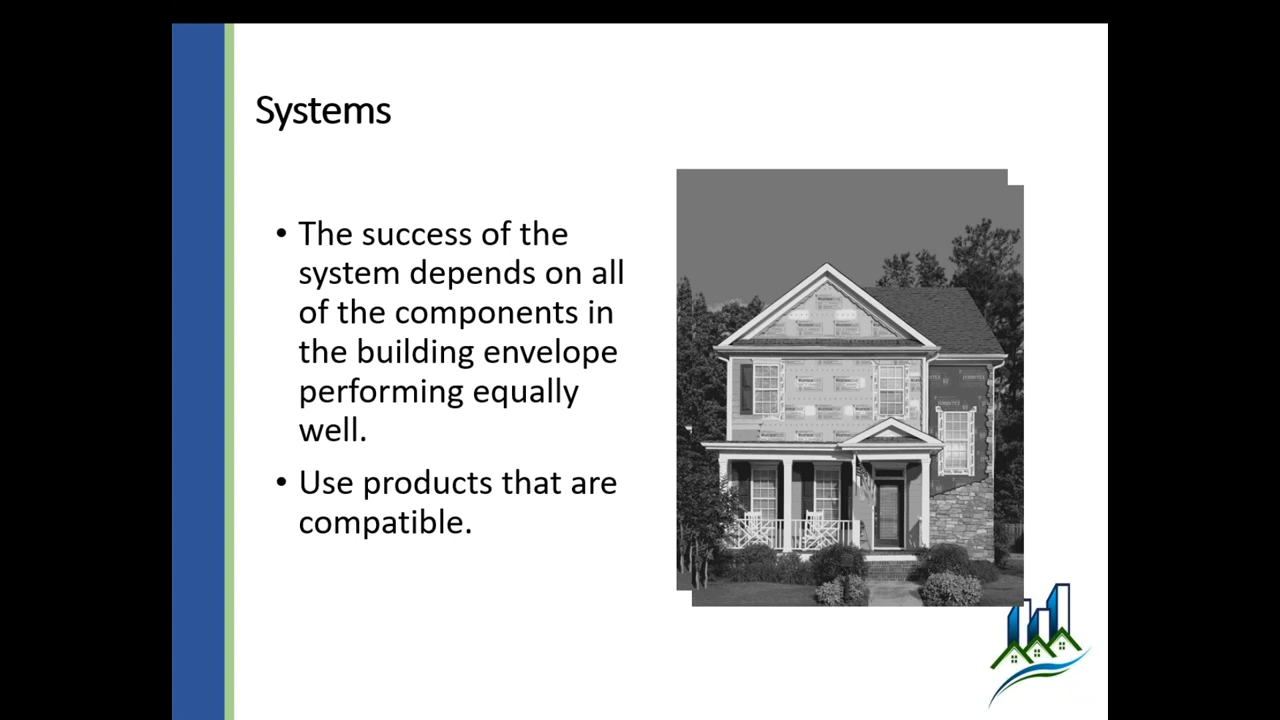 Systems
• The success of the
system depends on all
of the components in
the building envelope
performing equally
well.
• Use products that are
compatible.